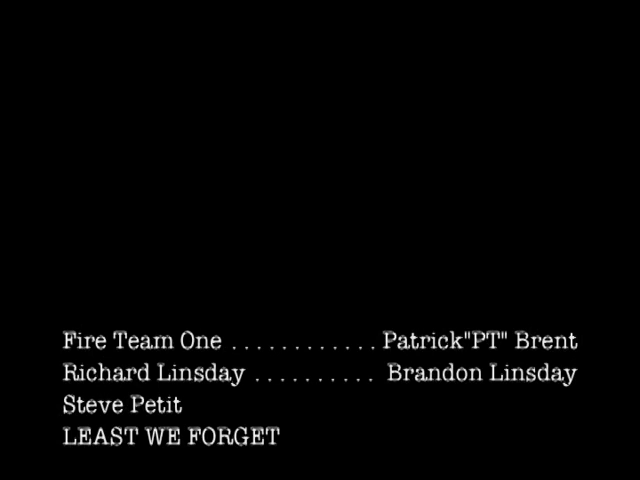 Fire Team One . . . . . . . . . . . . Patrick"PT" Brent
Richard Linsday . . . . . . . . . . Brandon Linsday
Steve Petit
LEAST WE FORGET